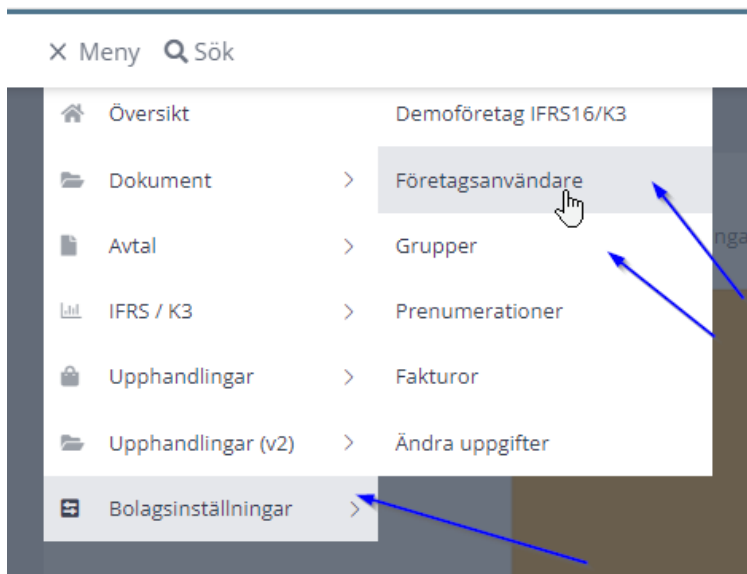 Meny Sök
Översikt
Dokument
Avtal
IFRS / K3
Upphandlingar
Upphandlingar (v2)
Bolagsinställningar
Demoföretag IFRS16/K3
Företagsanvändare
Grupper
Prenumerationer
Fakturor
Ändra uppgifter